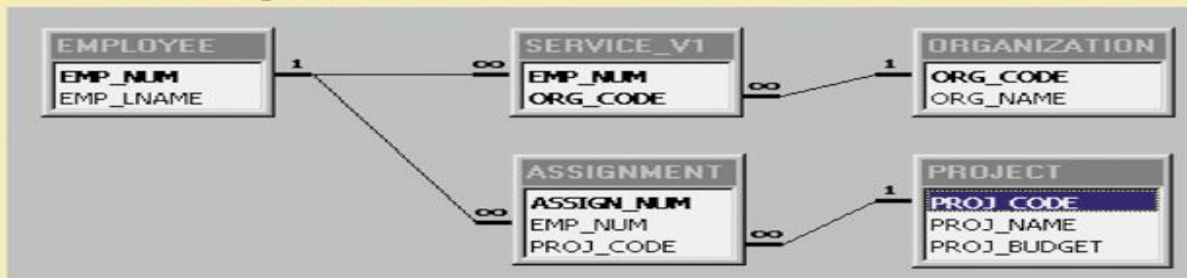 EMPLOYEE
EMP_NUM
EMP_LNAME
1
∞
SERVICE_V1
EMP_NUM
ORG_CODE
∞
1
ORGANIZATION
ORG_CODE
ORG_NAME
∞
ASSIGNMENT
ASSIGN_NUM
EMP_NUM
PROJ_CODE
∞
1
PROJECT
PROJ_CODE
PROJ_NAME
PROJ_BUDGET